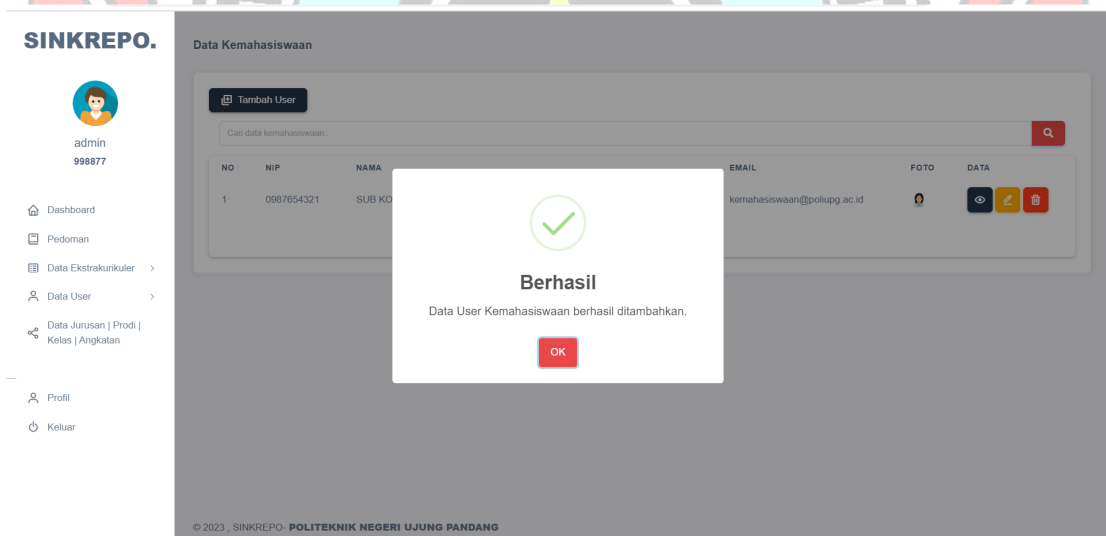 SINKREPO.
admin
998877
Dashboard
Pedoman
Data Ekstrakurikuler
Data User
Data Jurusan | Prodi |
Kelas | Angkatan
Profil
Keluar
Data Kemahasiswaan
Tambah User
Cari data kemahasiswaan..
NO NIP NAMA EMAIL FOTO DATA
1 0987654321 SUB KO kemahasiswaan@poliupg.ac.id
Berhasil
Data User Kemahasiswaan berhasil ditambahkan.
OK
© 2023 , SINKREPO- POLITEKNIK NEGERI UJUNG PANDANG